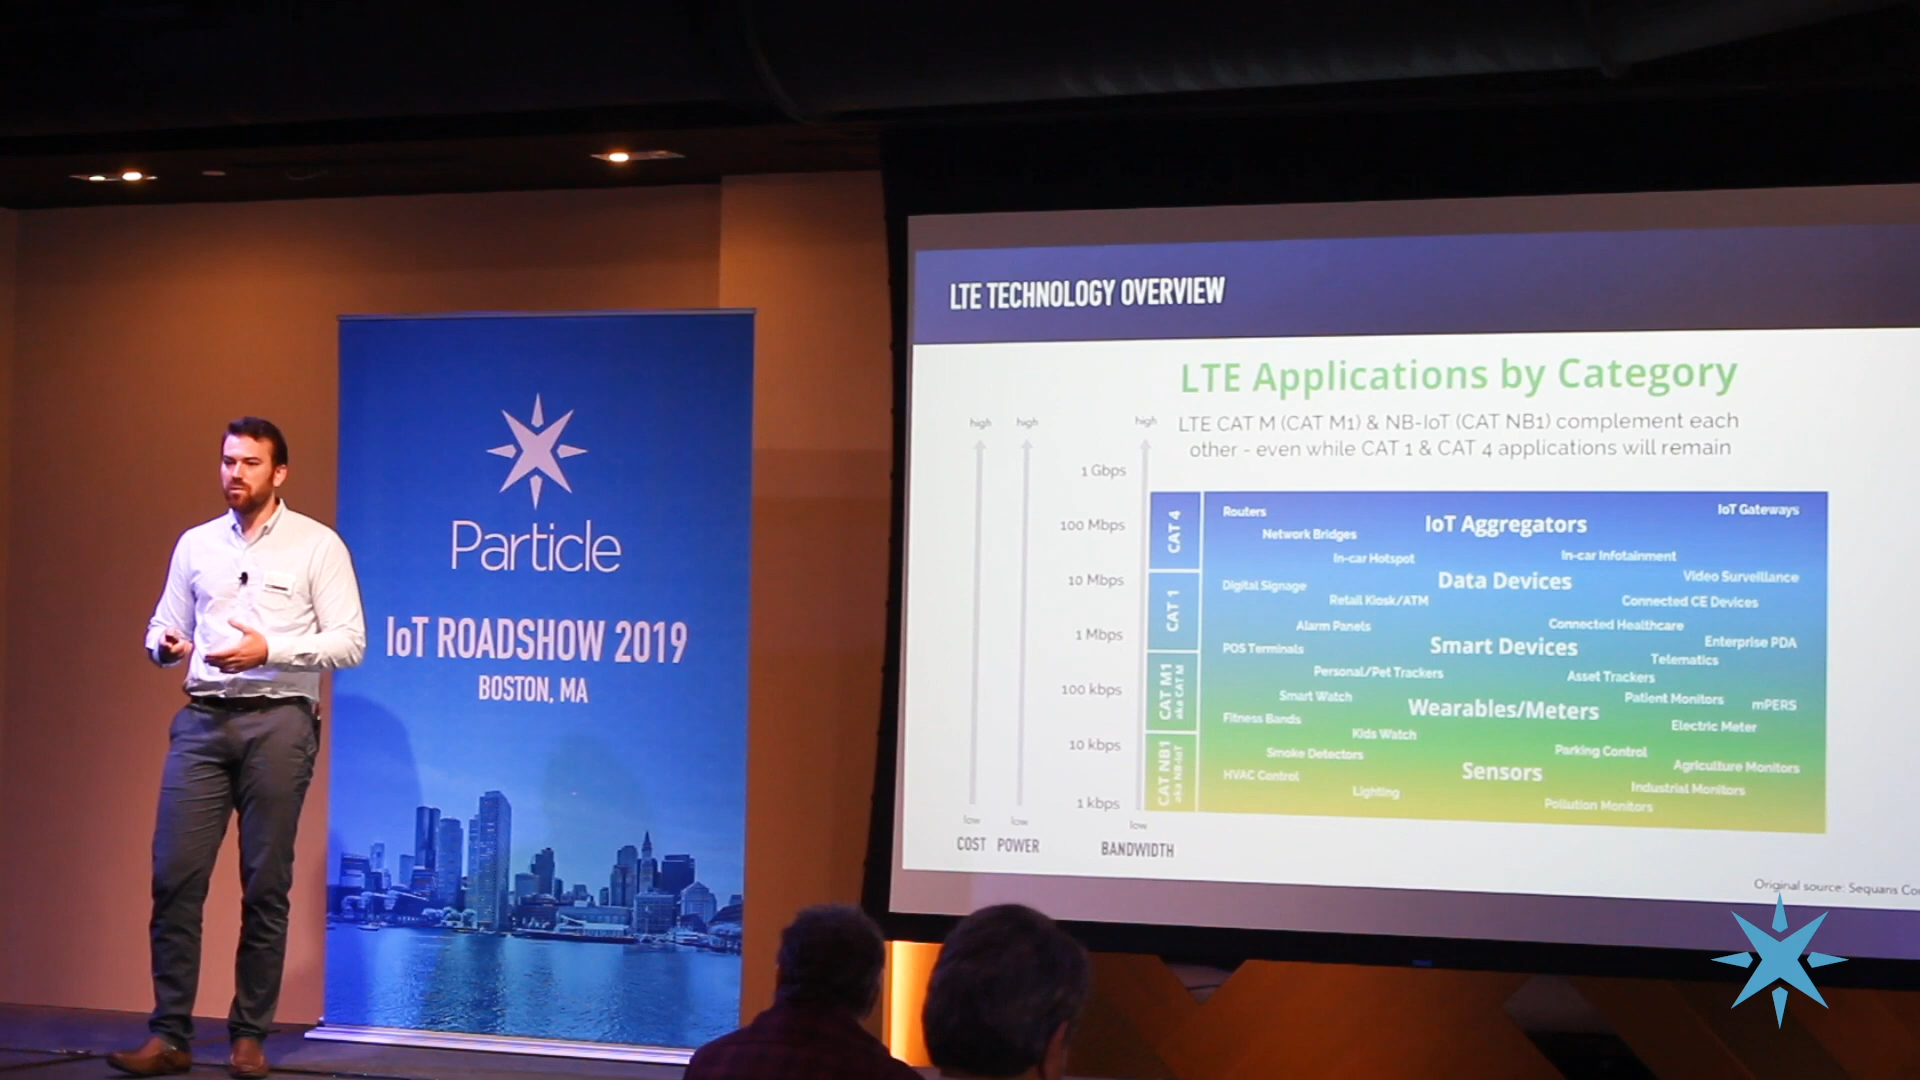 Particle
IoT ROADSHOW 2019
BOSTON, MA
LTE TECHNOLOGY OVERVIEW
LTE Applications by Category
LTE CAT M (CAT M1) & NB-IoT (CAT NB1) complement each
other - even while CAT 1 & CAT 4 applications will remain
high
high
high
1 Gbps
100 Mbps
10 Mbps
1 Mbps
100 kbps
10 kbps
1 kbps
low
low
low
COST
POWER
BANDWIDTH
CAT 4
CAT 1
CAT M1
aka CAT M
CAT NB1
aka NB-IoT
Routers
IoT Aggregators
IoT Gateways
Network Bridges
In-car Hotspot
In-car Infotainment
Digital Signage
Data Devices
Video Surveillance
Retail Kiosk/ATM
Connected CE Devices
Alarm Panels
Connected Healthcare
POS Terminals
Smart Devices
Enterprise PDA
Telematics
Personal/Pet Trackers
Asset Trackers
Smart Watch
Patient Monitors
mPERS
Fitness Bands
Wearables/Meters
Electric Meter
Kids Watch
Smoke Detectors
Parking Control
HVAC Control
Sensors
Agriculture Monitors
Lighting
Industrial Monitors
Pollution Monitors
Original source: Sequans